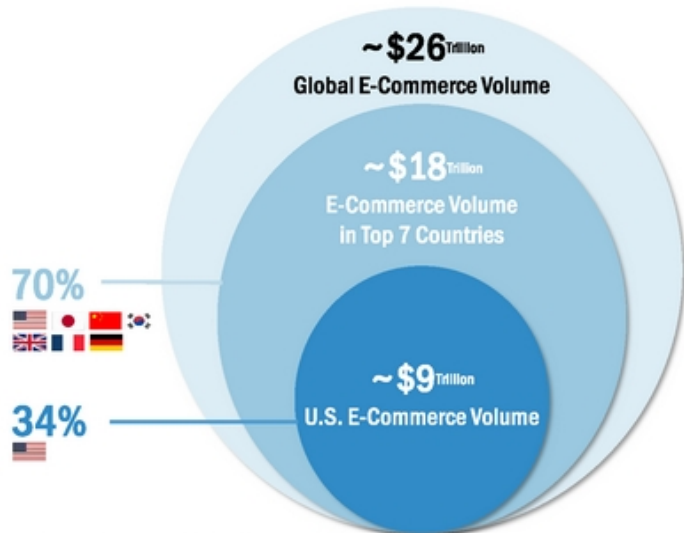 ~$26Trillion
Global E-Commerce Volume
~$18Trillion
E-Commerce Volume
in Top 7 Countries
70%
~$9Trillion
U.S. E-Commerce Volume
34%